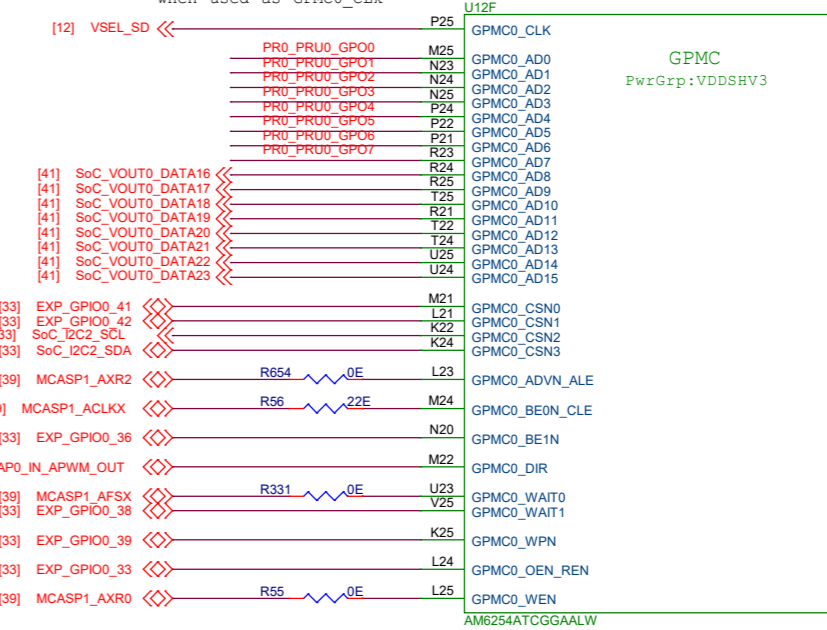 when used as GPMC0_CLK
U12F
[12] VSEL_SD P25 GPMC0_CLK
GPMC
PwrGrp:VDDSHV3
PR0_PRU0_GPO0 M25 GPMC0_AD0
PR0_PRU0_GPO1 N23 GPMC0_AD1
PR0_PRU0_GPO2 N24 GPMC0_AD2
PR0_PRU0_GPO3 N25 GPMC0_AD3
PR0_PRU0_GPO4 P24 GPMC0_AD4
PR0_PRU0_GPO5 P22 GPMC0_AD5
PR0_PRU0_GPO6 P21 GPMC0_AD6
PR0_PRU0_GPO7 R23 GPMC0_AD7
[41] SoC_VOUT0_DATA16 R24 GPMC0_AD8
[41] SoC_VOUT0_DATA17 R25 GPMC0_AD9
[41] SoC_VOUT0_DATA18 T25 GPMC0_AD10
[41] SoC_VOUT0_DATA19 R21 GPMC0_AD11
[41] SoC_VOUT0_DATA20 T22 GPMC0_AD12
[41] SoC_VOUT0_DATA21 T24 GPMC0_AD13
[41] SoC_VOUT0_DATA22 U25 GPMC0_AD14
[41] SoC_VOUT0_DATA23 U24 GPMC0_AD15
[33] EXP_GPIO0_41 M21 GPMC0_CSN0
[33] EXP_GPIO0_42 L21 GPMC0_CSN1
33] SoC_I2C2_SCL K22 GPMC0_CSN2
[33] SoC_I2C2_SDA K24 GPMC0_CSN3
[39] MCASP1_AXR2 R654 0E L23 GPMC0_ADVN_ALE
9] MCASP1_ACLKX R56 22E M24 GPMC0_BE0N_CLE
[33] EXP_GPIO0_36 N20 GPMC0_BE1N
AP0_IN_APWM_OUT M22 GPMC0_DIR
[39] MCASP1_AFSX R331 0E U23 GPMC0_WAIT0
[33] EXP_GPIO0_38 V25 GPMC0_WAIT1
[33] EXP_GPIO0_39 K25 GPMC0_WPN
[33] EXP_GPIO0_33 L24 GPMC0_OEN_REN
[39] MCASP1_AXR0 R55 0E L25 GPMC0_WEN
AM6254ATCGGAALW